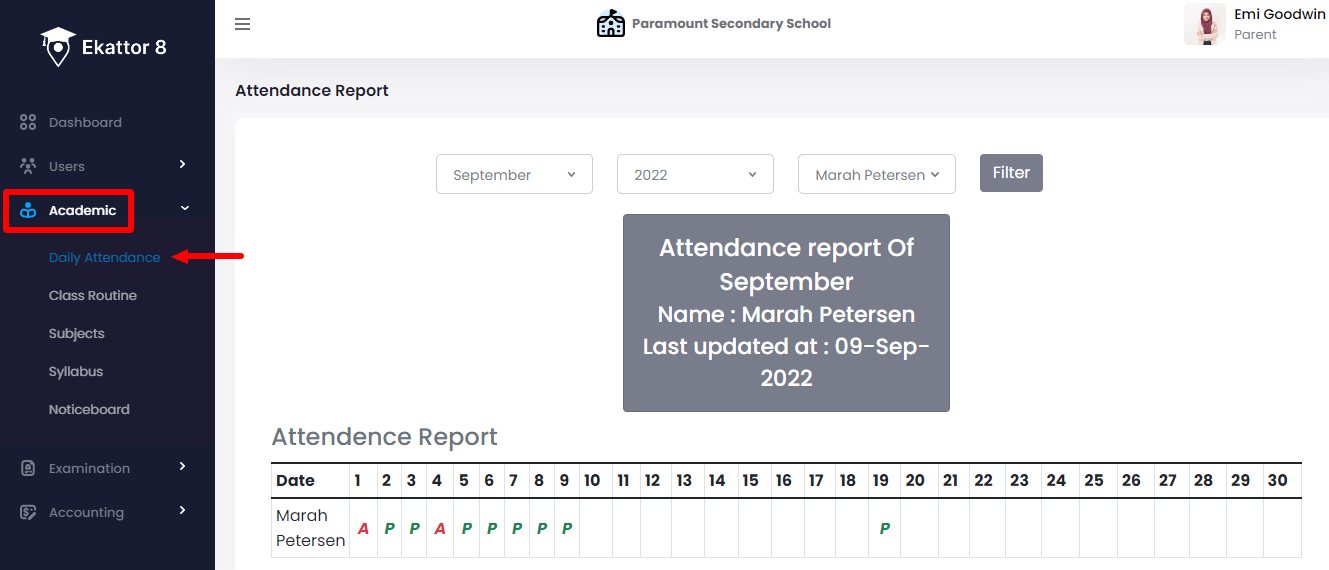 Ekattor 8
Paramount Secondary School
Emi Goodwin
Parent
Dashboard
Users
Academic
Daily Attendance
Class Routine
Subjects
Syllabus
Noticeboard
Examination
Accounting
Attendance Report
September
2022
Marah Petersen
Filter
Attendance report Of
September
Name : Marah Petersen
Last updated at : 09-Sep-
2022
Attendence Report
Date 1 2 3 4 5 6 7 8 9 10 11 12 13 14 15 16 17 18 19 20 21 22 23 24 25 26 27 28 29 30
Marah
Petersen
A P P A P P P P P P